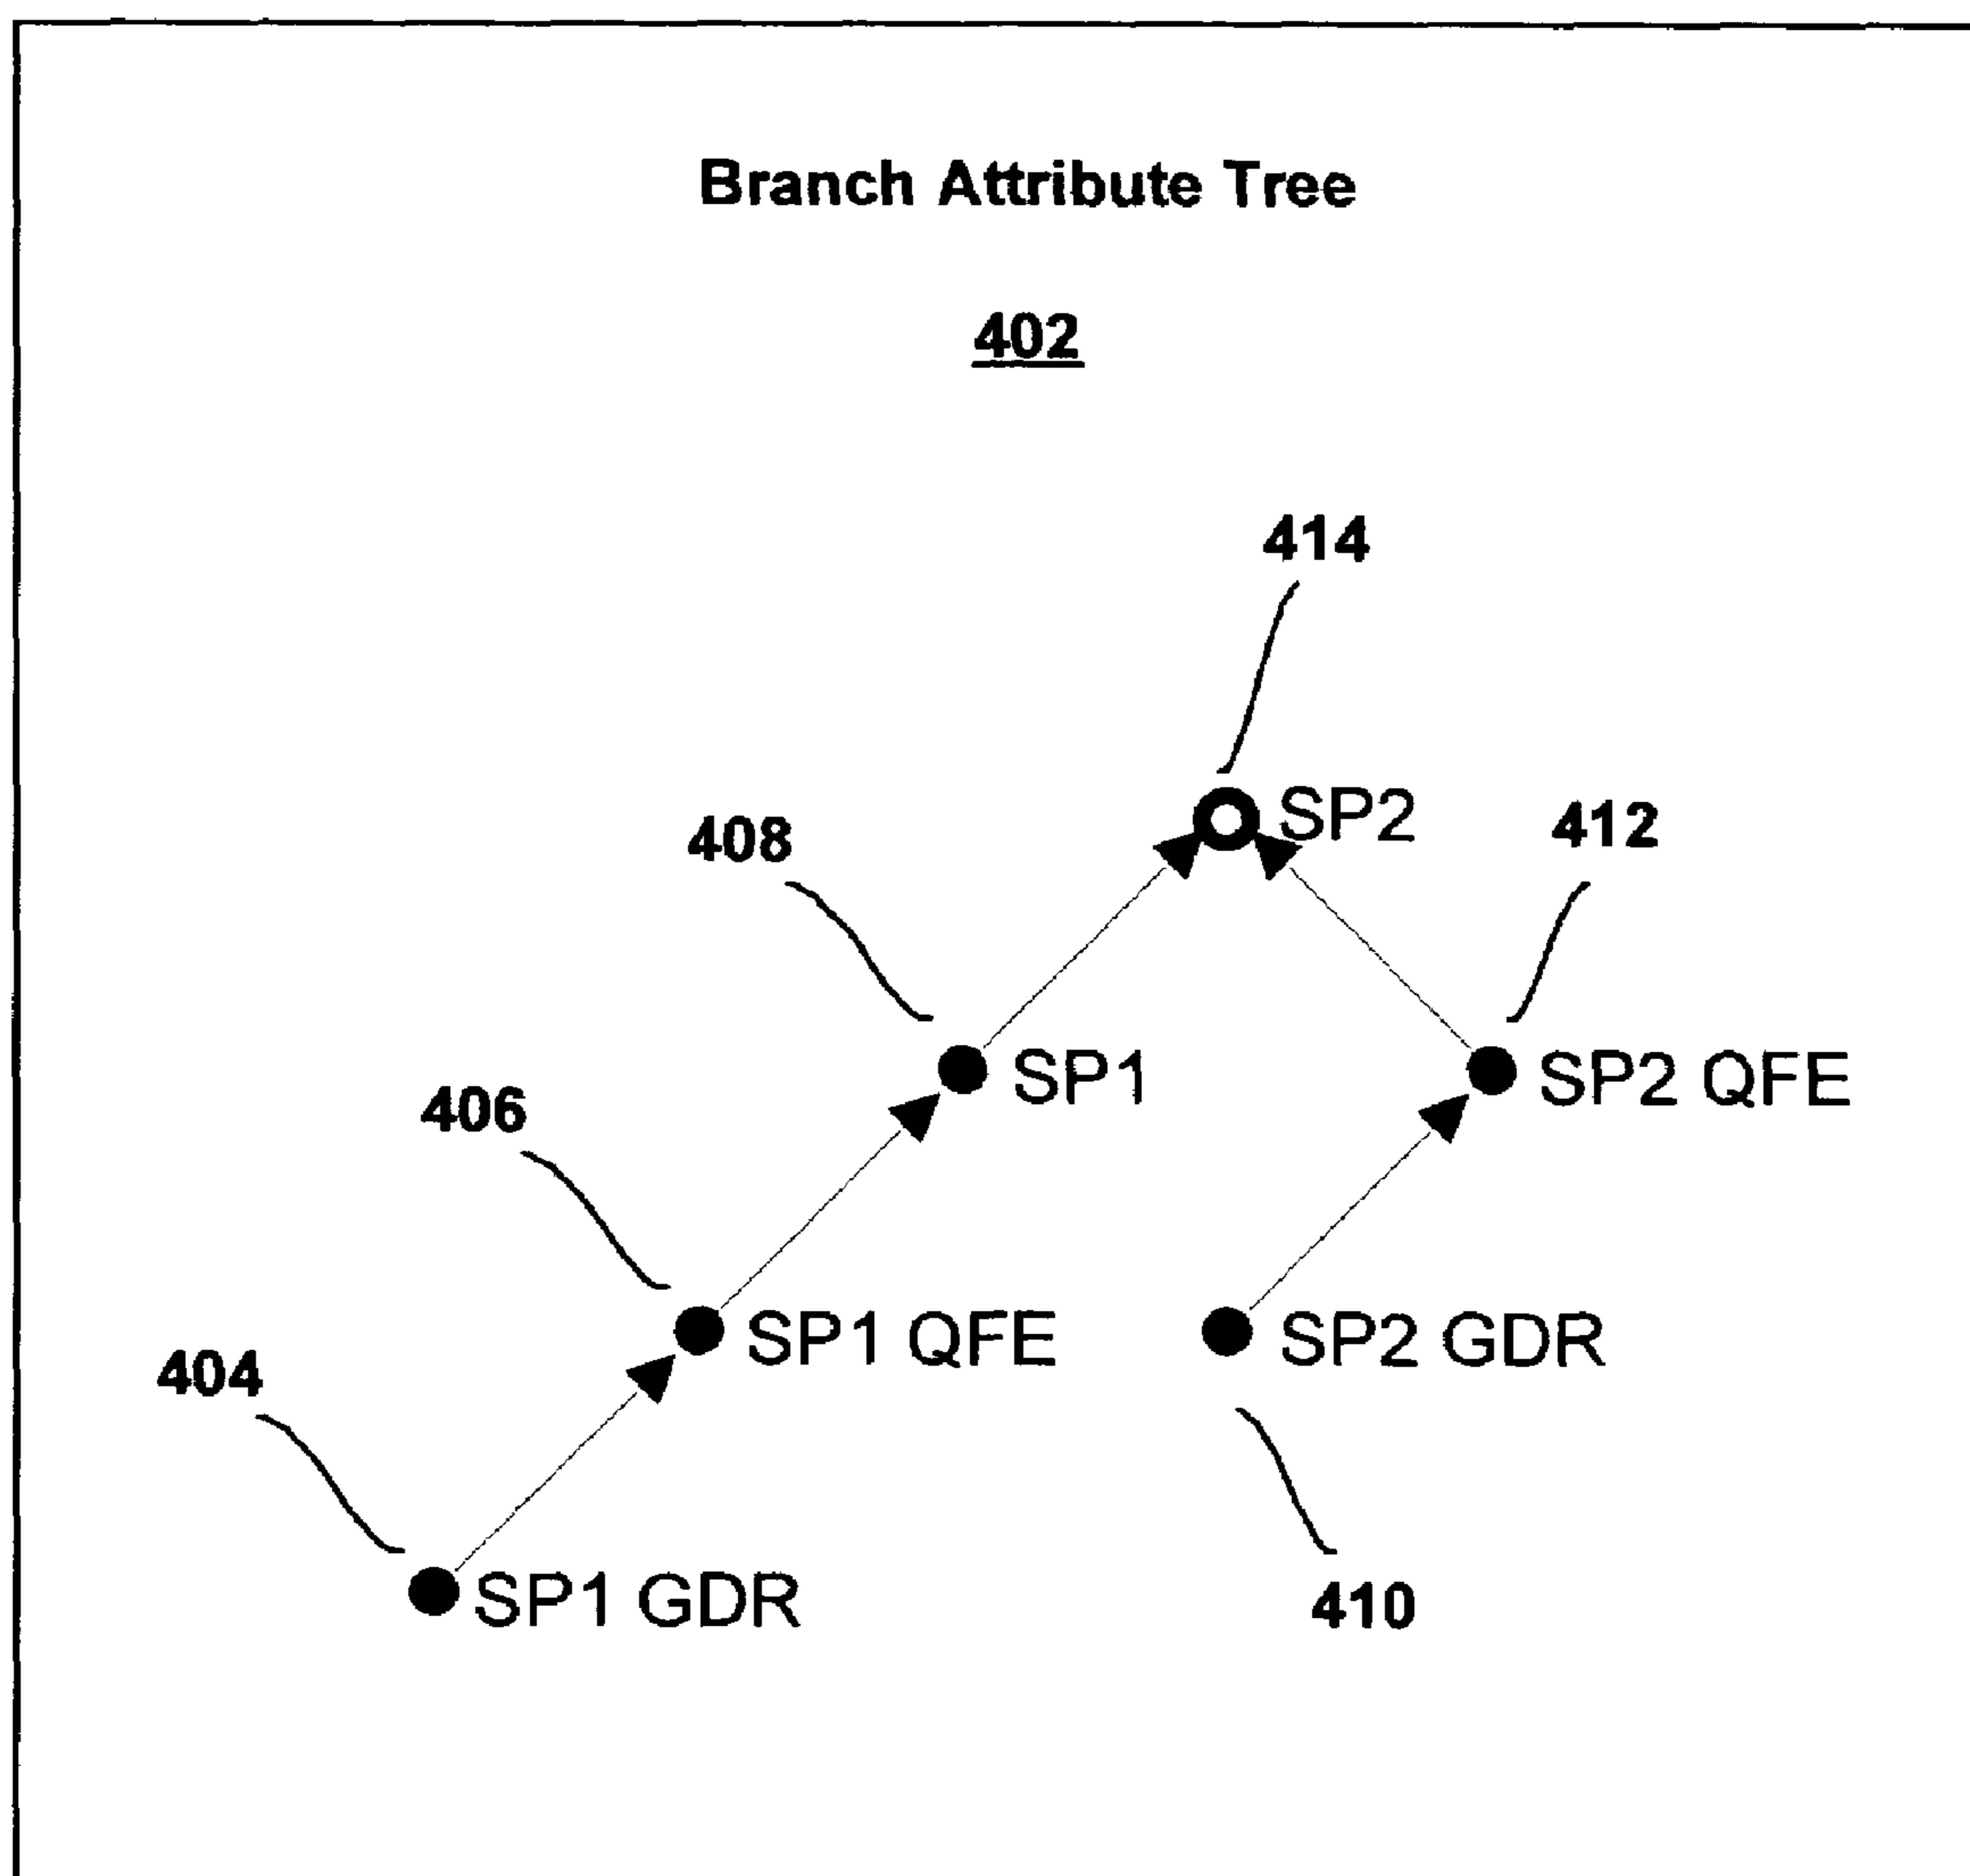 Branch Attribute Tree
402
414
408
SP2
412
406
SP1
SP2 QFE
404
SP1 QFE
SP2 GDR
SP1 GDR
410